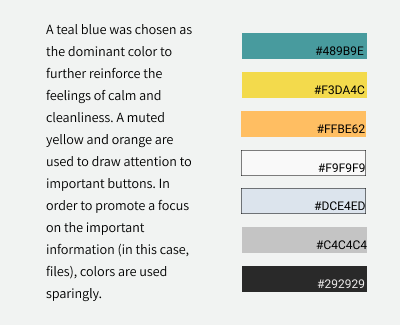 A teal blue was chosen as
the dominant color to
further reinforce the
feelings of calm and
cleanliness. A muted
yellow and orange are
used to draw attention to
important buttons. In
order to promote a focus
on the important
information (in this case,
files), colors are used
sparingly.
#489B9E
#F3DA4C
#FFBE62
#F9F9F9
#DCE4ED
#C4C4C4
#292929